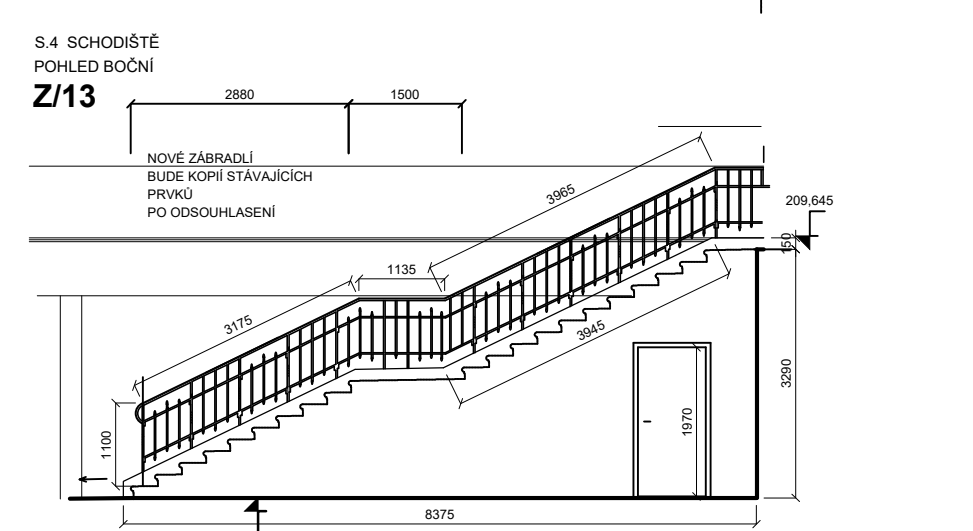 S.4 SCHODIŠTĚ
POHLED BOČNÍ
Z/13
2880
1500
NOVÉ ZÁBRADLÍ
BUDE KOPIÍ STÁVAJÍCÍCH
PRVKŮ
PO ODSOUHLASENÍ
3965
209,645
150
1135
3175
3945
3290
1970
1100
8375